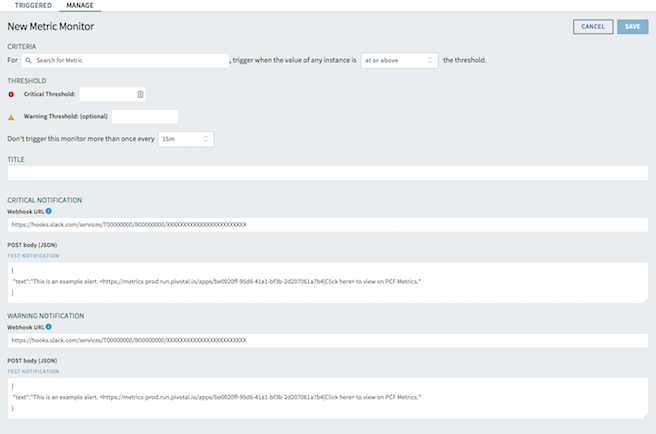 TRIGGERED MANAGE
New Metric Monitor CANCEL SAVE
CRITERIA
For Search for Metric , trigger when the value of any instance is at or above the threshold.
THRESHOLD
Critical Threshold:
Warning Threshold: (optional)
Don't trigger this monitor more than once every 15m
TITLE
CRITICAL NOTIFICATION
Webhook URL
https://hooks.slack.com/services/T00000000/B00000000/XXXXXXXXXXXXXXXXXXXXXXXX
POST body (JSON)
TEST NOTIFICATION
{
"text":"This is an example alert. <https://metrics-prod.run.pivotal.io/apps/be0920ff-95d6-41a1-bf3b-2d207061a7b4|Click here> to view on PCF Metrics."
}
WARNING NOTIFICATION
Webhook URL
https://hooks.slack.com/services/T00000000/B00000000/XXXXXXXXXXXXXXXXXXXXXXXX
POST body (JSON)
TEST NOTIFICATION
{
"text":"This is an example alert. <https://metrics-prod.run.pivotal.io/apps/be0920ff-95d6-41a1-bf3b-2d207061a7b4|Click here> to view on PCF Metrics."
}